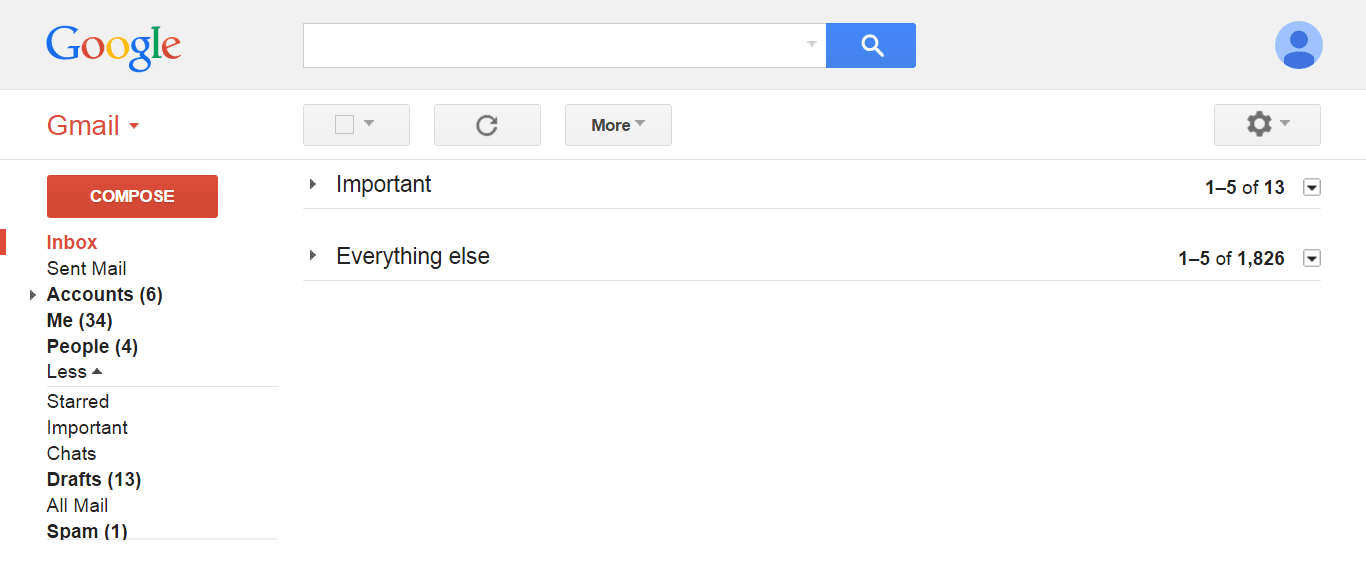 Google
Gmail
More
COMPOSE
Important
1–5 of 13
Inbox
Sent Mail
Everything else
1–5 of 1,826
Accounts (6)
Me (34)
People (4)
Less
Starred
Important
Chats
Drafts (13)
All Mail
Spam (1)